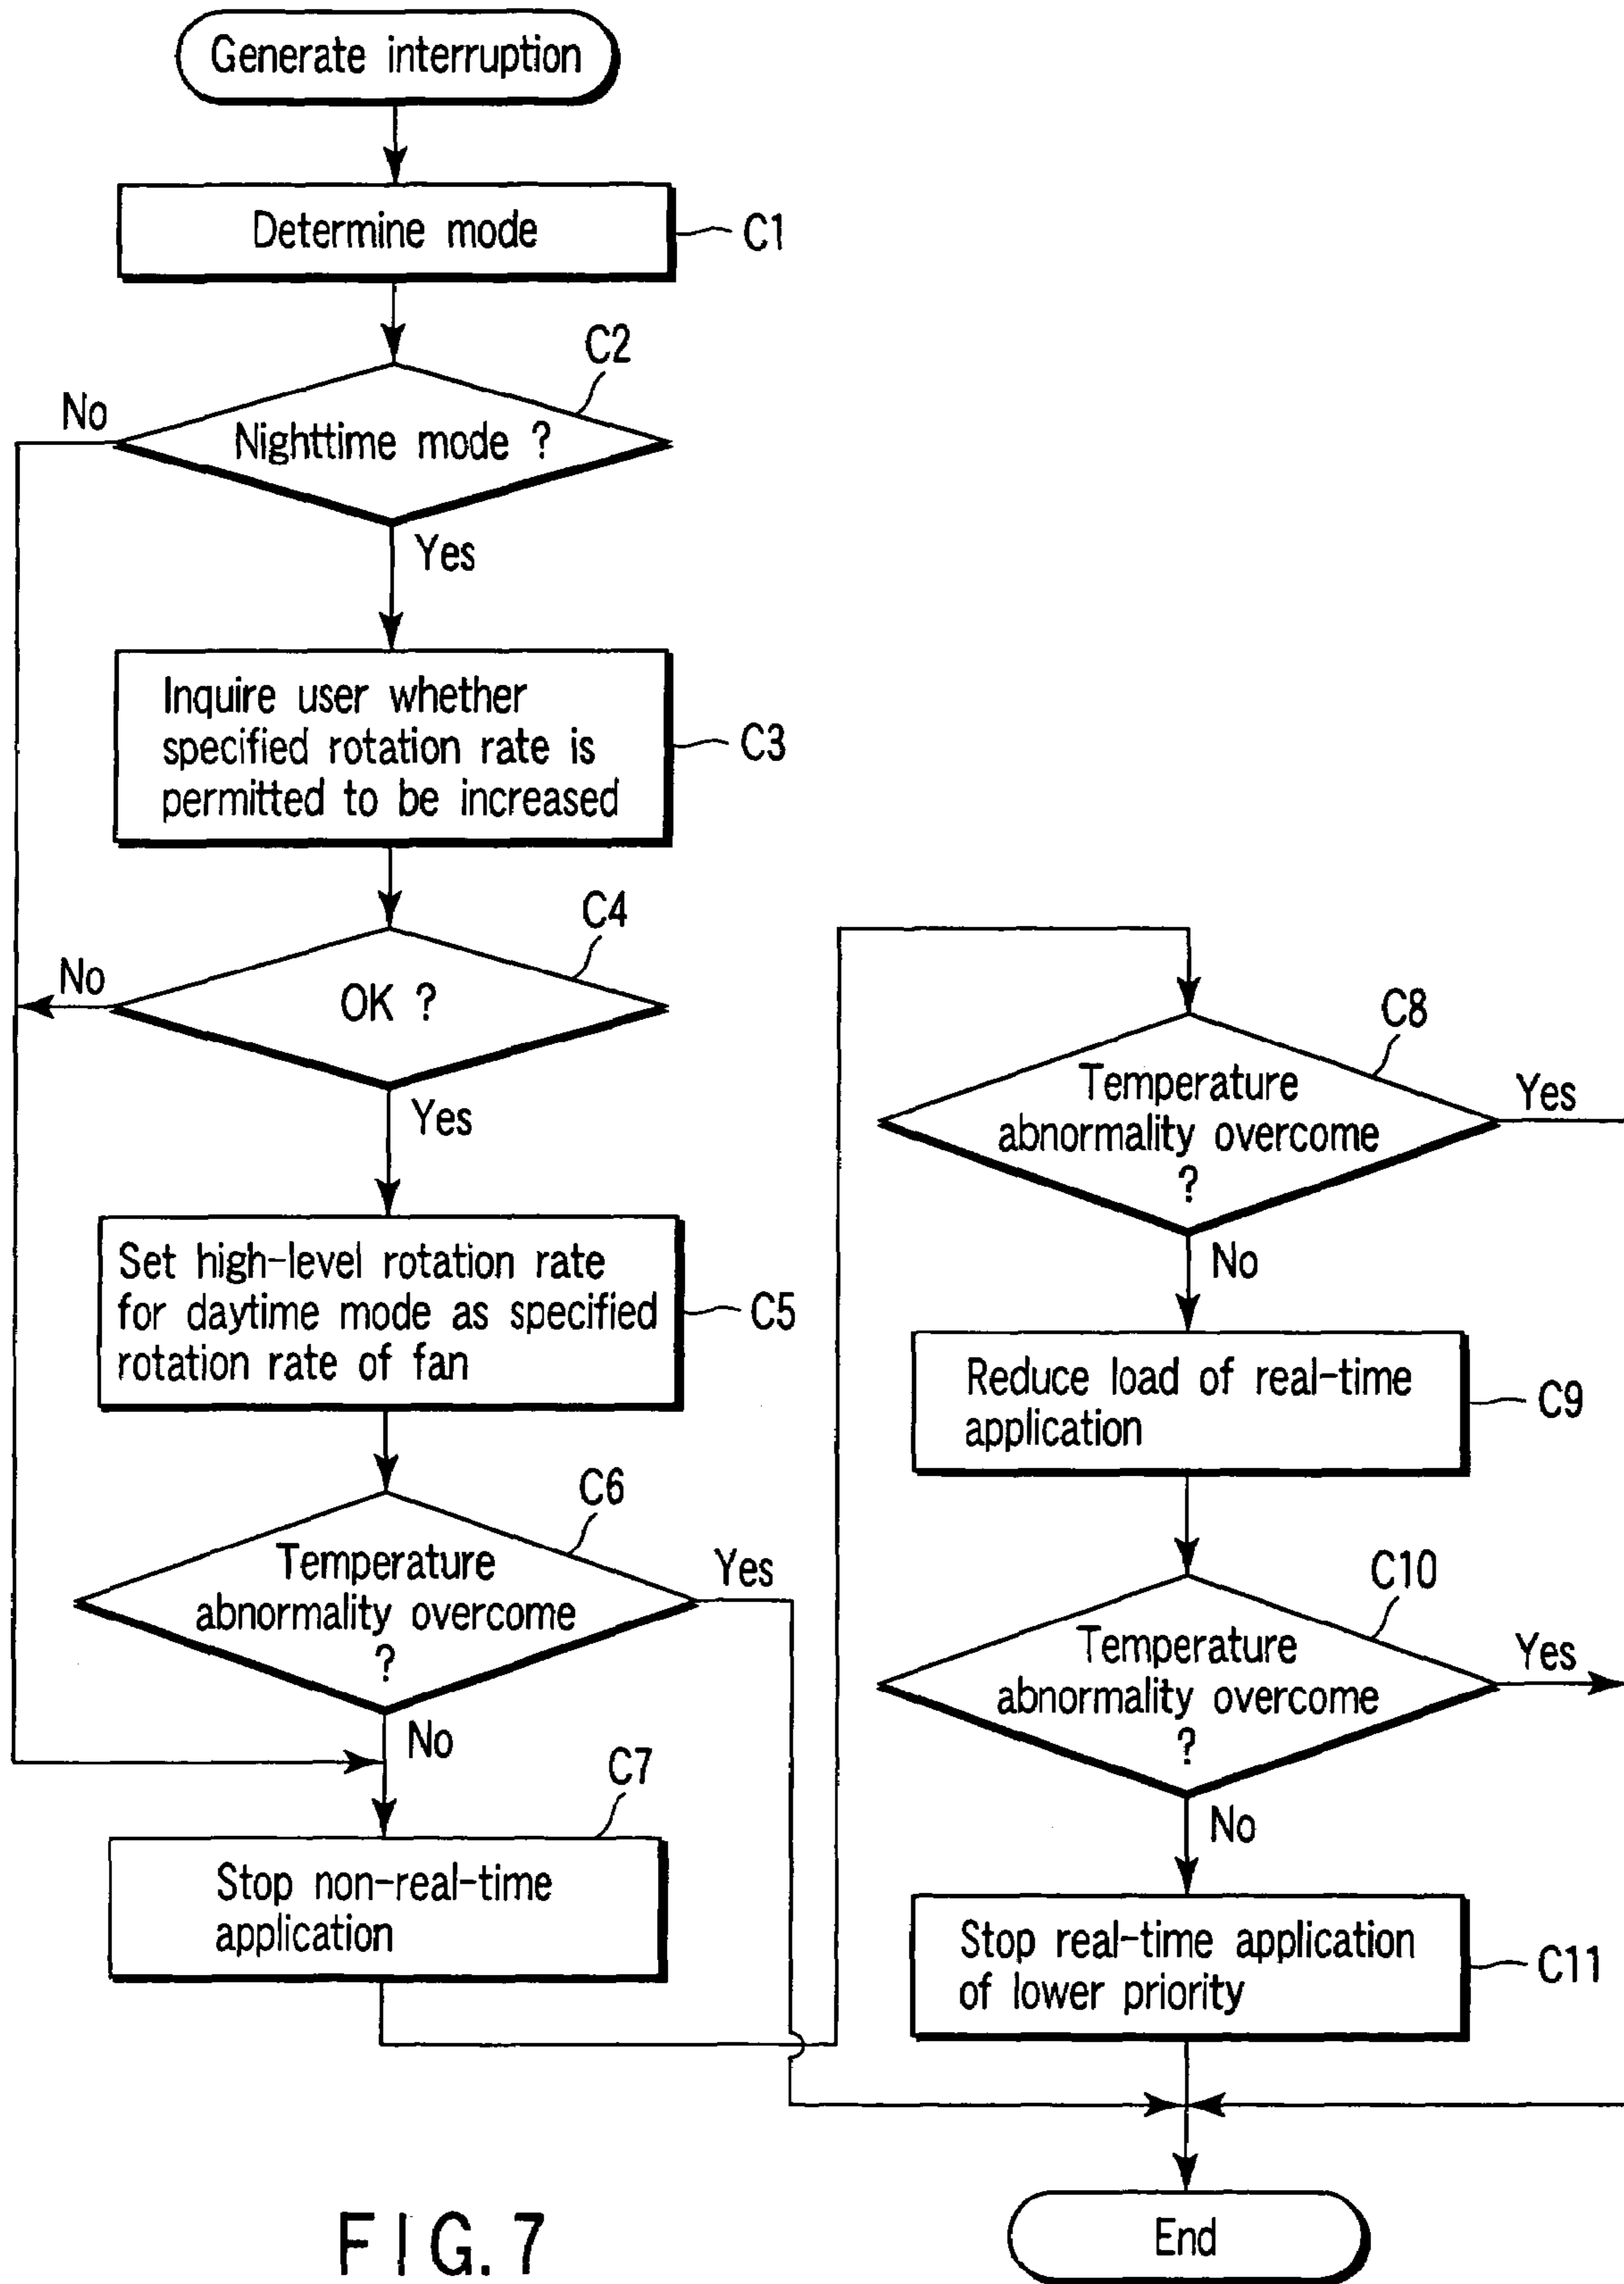 Generate interruption
Determine mode
C1
C2
No
Nighttime mode ?
Yes
Inquire user whether
specified rotation rate is
permitted to be increased
C3
C4
No
OK ?
Yes
Set high-level rotation rate
for daytime mode as specified
rotation rate of fan
C5
C6
Temperature
abnormality overcome
?
Yes
No
C7
Stop non-real-time
application
C8
Temperature
abnormality overcome
?
Yes
No
Reduce load of real-time
application
C9
C10
Temperature
abnormality overcome
?
Yes
No
Stop real-time application
of lower priority
C11
End
FIG. 7